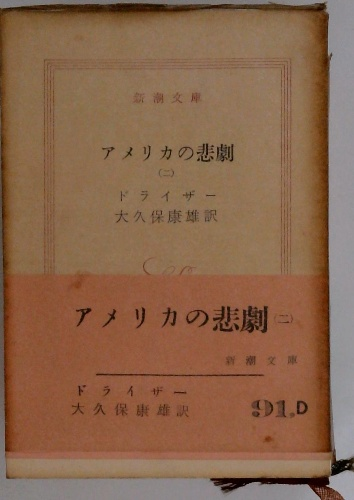 新潮文庫
アメリカの悲劇
(二)
ドライザー
大久保康雄訳
アメリカの悲劇(二)
新潮文庫
ドライザー
大久保康雄訳
91.D